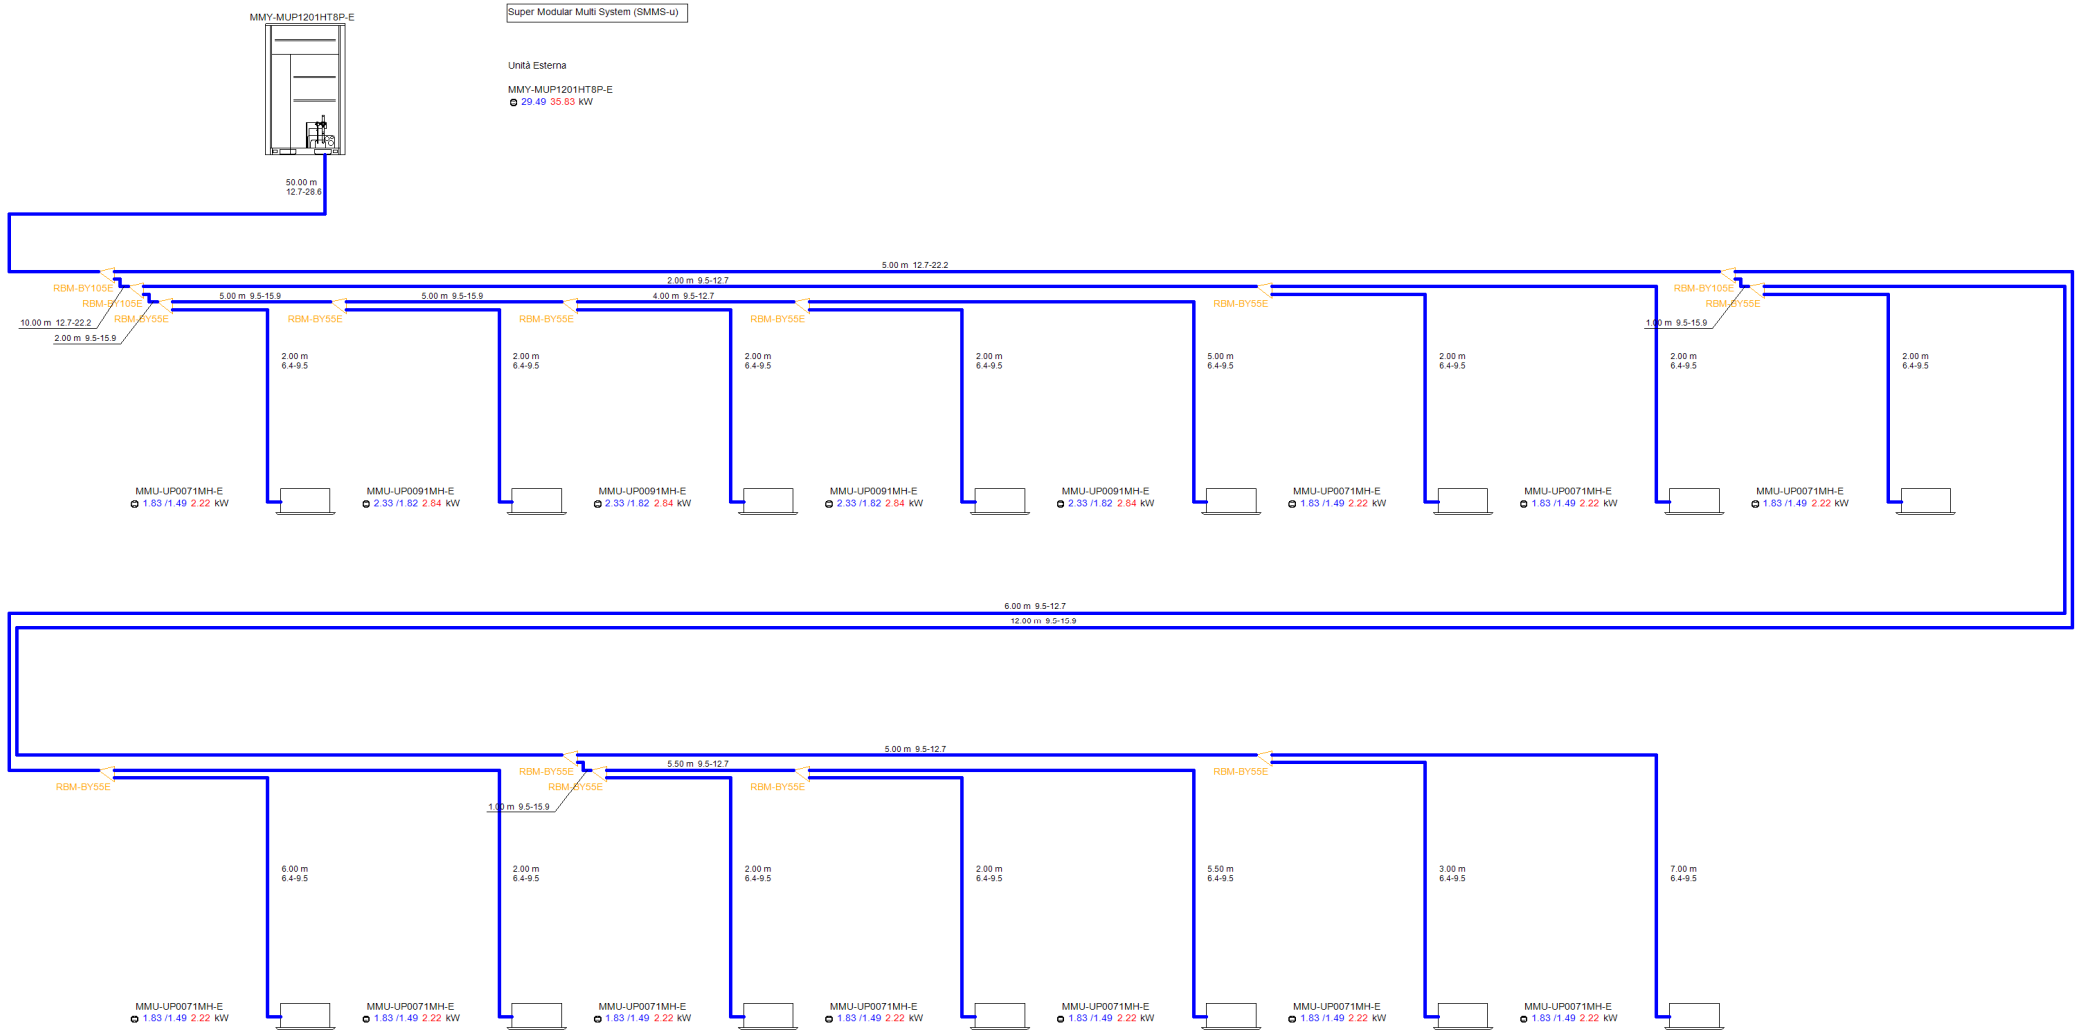 MMY-MUP1201HT8P-E
Super Modular Multi System (SMMS-u)
Unità Esterna
MMY-MUP1201HT8P-E
29.49 35.83 kW
50.00 m
12.7-28.6
5.00 m 12.7-22.2
2.00 m 9.5-12.7
RBM-BY105E
RBM-BY105E
RBM-BY55E
5.00 m 9.5-15.9
RBM-BY55E
5.00 m 9.5-15.9
RBM-BY55E
4.00 m 9.5-12.7
RBM-BY55E
RBM-BY55E
RBM-BY105E
RBM-BY55E
10.00 m 12.7-22.2
2.00 m 9.5-15.9
1.00 m 9.5-15.9
2.00 m
6.4-9.5
2.00 m
6.4-9.5
2.00 m
6.4-9.5
2.00 m
6.4-9.5
5.00 m
6.4-9.5
2.00 m
6.4-9.5
2.00 m
6.4-9.5
2.00 m
6.4-9.5
MMU-UP0071MH-E
1.83 /1.49 2.22 kW
MMU-UP0091MH-E
2.33 /1.82 2.84 kW
MMU-UP0091MH-E
2.33 /1.82 2.84 kW
MMU-UP0091MH-E
2.33 /1.82 2.84 kW
MMU-UP0091MH-E
2.33 /1.82 2.84 kW
MMU-UP0071MH-E
1.83 /1.49 2.22 kW
MMU-UP0071MH-E
1.83 /1.49 2.22 kW
MMU-UP0071MH-E
1.83 /1.49 2.22 kW
6.00 m 9.5-12.7
12.00 m 9.5-15.9
5.00 m 9.5-12.7
5.50 m 9.5-12.7
RBM-BY55E
RBM-BY55E
RBM-BY55E
RBM-BY55E
RBM-BY55E
1.00 m 9.5-15.9
6.00 m
6.4-9.5
2.00 m
6.4-9.5
2.00 m
6.4-9.5
2.00 m
6.4-9.5
5.50 m
6.4-9.5
3.00 m
6.4-9.5
7.00 m
6.4-9.5
MMU-UP0071MH-E
1.83 /1.49 2.22 kW
MMU-UP0071MH-E
1.83 /1.49 2.22 kW
MMU-UP0071MH-E
1.83 /1.49 2.22 kW
MMU-UP0071MH-E
1.83 /1.49 2.22 kW
MMU-UP0071MH-E
1.83 /1.49 2.22 kW
MMU-UP0071MH-E
1.83 /1.49 2.22 kW
MMU-UP0071MH-E
1.83 /1.49 2.22 kW